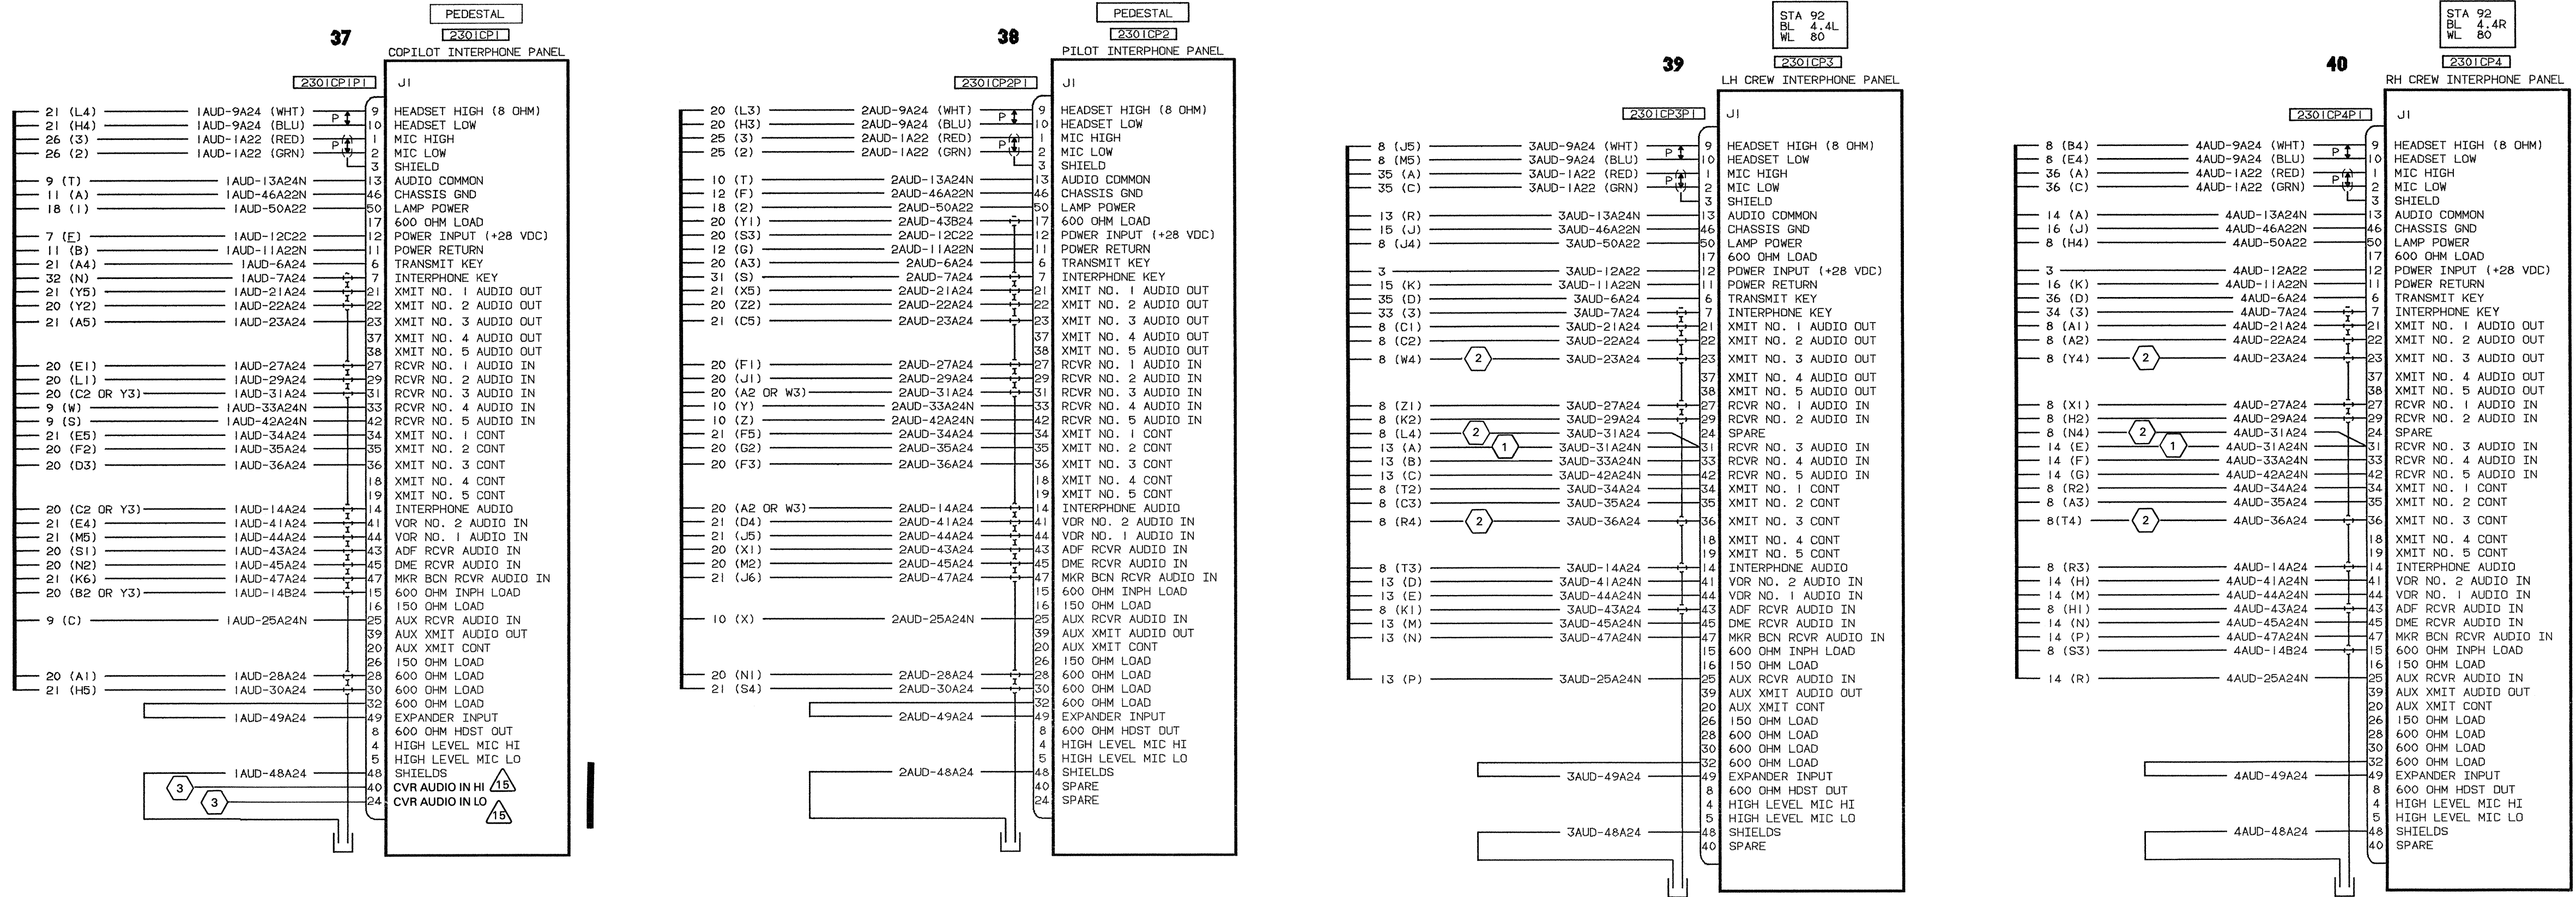 37
PEDESTAL
2301CP1
COPILOT INTERPHONE PANEL
2301CP1P1 J1
21 (L4) 1AUD-9A24 (WHT) P 9 HEADSET HIGH (8 OHM)
21 (H4) 1AUD-9A24 (BLU) 10 HEADSET LOW
26 (3) 1AUD-1A22 (RED) P 1 MIC HIGH
26 (2) 1AUD-1A22 (GRN) 2 MIC LOW
3 SHIELD
9 (T) 1AUD-13A24N 13 AUDIO COMMON
11 (A) 1AUD-46A22N 46 CHASSIS GND
18 (1) 1AUD-50A22 50 LAMP POWER
17 600 OHM LOAD
7 (E) 1AUD-12C22 12 POWER INPUT (+28 VDC)
11 (B) 1AUD-11A22N 11 POWER RETURN
21 (A4) 1AUD-6A24 6 TRANSMIT KEY
32 (N) 1AUD-7A24 7 INTERPHONE KEY
21 (Y5) 1AUD-21A24 21 XMIT NO. 1 AUDIO OUT
20 (Y2) 1AUD-22A24 22 XMIT NO. 2 AUDIO OUT
21 (A5) 1AUD-23A24 23 XMIT NO. 3 AUDIO OUT
37 XMIT NO. 4 AUDIO OUT
38 XMIT NO. 5 AUDIO OUT
20 (E1) 1AUD-27A24 27 RCVR NO. 1 AUDIO IN
20 (L1) 1AUD-29A24 29 RCVR NO. 2 AUDIO IN
20 (C2 OR Y3) 1AUD-31A24 31 RCVR NO. 3 AUDIO IN
9 (W) 1AUD-33A24N 33 RCVR NO. 4 AUDIO IN
9 (S) 1AUD-42A24N 42 RCVR NO. 5 AUDIO IN
21 (E5) 1AUD-34A24 34 XMIT NO. 1 CONT
20 (F2) 1AUD-35A24 35 XMIT NO. 2 CONT
20 (D3) 1AUD-36A24 36 XMIT NO. 3 CONT
18 XMIT NO. 4 CONT
19 XMIT NO. 5 CONT
20 (C2 OR Y3) 1AUD-14A24 14 INTERPHONE AUDIO
21 (E4) 1AUD-41A24 41 VOR NO. 2 AUDIO IN
21 (M5) 1AUD-44A24 44 VOR NO. 1 AUDIO IN
20 (S1) 1AUD-43A24 43 ADF RCVR AUDIO IN
20 (N2) 1AUD-45A24 45 DME RCVR AUDIO IN
21 (K6) 1AUD-47A24 47 MKR BCN RCVR AUDIO IN
20 (B2 OR Y3) 1AUD-14B24 15 600 OHM INPH LOAD
16 150 OHM LOAD
9 (C) 1AUD-25A24N 25 AUX RCVR AUDIO IN
39 AUX XMIT AUDIO OUT
20 AUX XMIT CONT
26 150 OHM LOAD
20 (A1) 1AUD-28A24 28 600 OHM LOAD
21 (H5) 1AUD-30A24 30 600 OHM LOAD
32 600 OHM LOAD
1AUD-49A24 49 EXPANDER INPUT
8 600 OHM HDST OUT
4 HIGH LEVEL MIC HI
5 HIGH LEVEL MIC LO
1AUD-48A24 48 SHIELDS
3 40 CVR AUDIO IN HI 15
3 24 CVR AUDIO IN LO 15
38
PEDESTAL
2301CP2
PILOT INTERPHONE PANEL
2301CP2P1 J1
20 (L3) 2AUD-9A24 (WHT) P 9 HEADSET HIGH (8 OHM)
20 (H3) 2AUD-9A24 (BLU) 10 HEADSET LOW
25 (3) 2AUD-1A22 (RED) P 1 MIC HIGH
25 (2) 2AUD-1A22 (GRN) 2 MIC LOW
3 SHIELD
10 (T) 2AUD-13A24N 13 AUDIO COMMON
12 (F) 2AUD-46A22N 46 CHASSIS GND
18 (2) 2AUD-50A22 50 LAMP POWER
20 (Y1) 2AUD-43B24 17 600 OHM LOAD
20 (S3) 2AUD-12C22 12 POWER INPUT (+28 VDC)
12 (G) 2AUD-11A22N 11 POWER RETURN
20 (A3) 2AUD-6A24 6 TRANSMIT KEY
31 (S) 2AUD-7A24 7 INTERPHONE KEY
21 (X5) 2AUD-21A24 21 XMIT NO. 1 AUDIO OUT
20 (Z2) 2AUD-22A24 22 XMIT NO. 2 AUDIO OUT
21 (C5) 2AUD-23A24 23 XMIT NO. 3 AUDIO OUT
37 XMIT NO. 4 AUDIO OUT
38 XMIT NO. 5 AUDIO OUT
20 (F1) 2AUD-27A24 27 RCVR NO. 1 AUDIO IN
20 (J1) 2AUD-29A24 29 RCVR NO. 2 AUDIO IN
20 (A2 OR W3) 2AUD-31A24 31 RCVR NO. 3 AUDIO IN
10 (Y) 2AUD-33A24N 33 RCVR NO. 4 AUDIO IN
10 (Z) 2AUD-42A24N 42 RCVR NO. 5 AUDIO IN
21 (F5) 2AUD-34A24 34 XMIT NO. 1 CONT
20 (G2) 2AUD-35A24 35 XMIT NO. 2 CONT
20 (F3) 2AUD-36A24 36 XMIT NO. 3 CONT
18 XMIT NO. 4 CONT
19 XMIT NO. 5 CONT
20 (A2 OR W3) 2AUD-14A24 14 INTERPHONE AUDIO
21 (D4) 2AUD-41A24 41 VOR NO. 2 AUDIO IN
21 (J5) 2AUD-44A24 44 VOR NO. 1 AUDIO IN
20 (X1) 2AUD-43A24 43 ADF RCVR AUDIO IN
20 (M2) 2AUD-45A24 45 DME RCVR AUDIO IN
21 (J6) 2AUD-47A24 47 MKR BCN RCVR AUDIO IN
15 600 OHM INPH LOAD
16 150 OHM LOAD
10 (X) 2AUD-25A24N 25 AUX RCVR AUDIO IN
39 AUX XMIT AUDIO OUT
20 AUX XMIT CONT
26 150 OHM LOAD
20 (N1) 2AUD-28A24 28 600 OHM LOAD
21 (S4) 2AUD-30A24 30 600 OHM LOAD
32 600 OHM LOAD
2AUD-49A24 49 EXPANDER INPUT
8 600 OHM HDST OUT
4 HIGH LEVEL MIC HI
5 HIGH LEVEL MIC LO
2AUD-48A24 48 SHIELDS
40 SPARE
24 SPARE
39
STA 92
BL 4.4L
WL 80
2301CP3
LH CREW INTERPHONE PANEL
2301CP3P1 J1
8 (J5) 3AUD-9A24 (WHT) P 9 HEADSET HIGH (8 OHM)
8 (M5) 3AUD-9A24 (BLU) 10 HEADSET LOW
35 (A) 3AUD-1A22 (RED) P 1 MIC HIGH
35 (C) 3AUD-1A22 (GRN) 2 MIC LOW
3 SHIELD
13 (R) 3AUD-13A24N 13 AUDIO COMMON
15 (J) 3AUD-46A22N 46 CHASSIS GND
8 (J4) 3AUD-50A22 50 LAMP POWER
17 600 OHM LOAD
3 3AUD-12A22 12 POWER INPUT (+28 VDC)
15 (K) 3AUD-11A22N 11 POWER RETURN
35 (D) 3AUD-6A24 6 TRANSMIT KEY
33 (3) 3AUD-7A24 7 INTERPHONE KEY
8 (C1) 3AUD-21A24 21 XMIT NO. 1 AUDIO OUT
8 (C2) 3AUD-22A24 22 XMIT NO. 2 AUDIO OUT
8 (W4) 2 3AUD-23A24 23 XMIT NO. 3 AUDIO OUT
37 XMIT NO. 4 AUDIO OUT
38 XMIT NO. 5 AUDIO OUT
8 (Z1) 3AUD-27A24 27 RCVR NO. 1 AUDIO IN
8 (K2) 3AUD-29A24 29 RCVR NO. 2 AUDIO IN
8 (L4) 2 3AUD-31A24 24 SPARE
13 (A) 1 3AUD-31A24N 31 RCVR NO. 3 AUDIO IN
13 (B) 3AUD-33A24N 33 RCVR NO. 4 AUDIO IN
13 (C) 3AUD-42A24N 42 RCVR NO. 5 AUDIO IN
8 (T2) 3AUD-34A24 34 XMIT NO. 1 CONT
8 (C3) 3AUD-35A24 35 XMIT NO. 2 CONT
8 (R4) 2 3AUD-36A24 36 XMIT NO. 3 CONT
18 XMIT NO. 4 CONT
19 XMIT NO. 5 CONT
8 (T3) 3AUD-14A24 14 INTERPHONE AUDIO
13 (D) 3AUD-41A24N 41 VOR NO. 2 AUDIO IN
13 (E) 3AUD-44A24N 44 VOR NO. 1 AUDIO IN
8 (K1) 3AUD-43A24 43 ADF RCVR AUDIO IN
13 (M) 3AUD-45A24N 45 DME RCVR AUDIO IN
13 (N) 3AUD-47A24N 47 MKR BCN RCVR AUDIO IN
15 600 OHM INPH LOAD
16 150 OHM LOAD
13 (P) 3AUD-25A24N 25 AUX RCVR AUDIO IN
39 AUX XMIT AUDIO OUT
20 AUX XMIT CONT
26 150 OHM LOAD
28 600 OHM LOAD
30 600 OHM LOAD
32 600 OHM LOAD
3AUD-49A24 49 EXPANDER INPUT
8 600 OHM HDST OUT
4 HIGH LEVEL MIC HI
5 HIGH LEVEL MIC LO
3AUD-48A24 48 SHIELDS
40 SPARE
40
STA 92
BL 4.4R
WL 80
2301CP4
RH CREW INTERPHONE PANEL
2301CP4P1 J1
8 (B4) 4AUD-9A24 (WHT) P 9 HEADSET HIGH (8 OHM)
8 (E4) 4AUD-9A24 (BLU) 10 HEADSET LOW
36 (A) 4AUD-1A22 (RED) P 1 MIC HIGH
36 (C) 4AUD-1A22 (GRN) 2 MIC LOW
3 SHIELD
14 (A) 4AUD-13A24N 13 AUDIO COMMON
16 (J) 4AUD-46A22N 46 CHASSIS GND
8 (H4) 4AUD-50A22 50 LAMP POWER
17 600 OHM LOAD
3 4AUD-12A22 12 POWER INPUT (+28 VDC)
16 (K) 4AUD-11A22N 11 POWER RETURN
36 (D) 4AUD-6A24 6 TRANSMIT KEY
34 (3) 4AUD-7A24 7 INTERPHONE KEY
8 (A1) 4AUD-21A24 21 XMIT NO. 1 AUDIO OUT
8 (A2) 4AUD-22A24 22 XMIT NO. 2 AUDIO OUT
8 (Y4) 2 4AUD-23A24 23 XMIT NO. 3 AUDIO OUT
37 XMIT NO. 4 AUDIO OUT
38 XMIT NO. 5 AUDIO OUT
8 (X1) 4AUD-27A24 27 RCVR NO. 1 AUDIO IN
8 (H2) 4AUD-29A24 29 RCVR NO. 2 AUDIO IN
8 (N4) 2 4AUD-31A24 24 SPARE
14 (E) 1 4AUD-31A24N 31 RCVR NO. 3 AUDIO IN
14 (F) 4AUD-33A24N 33 RCVR NO. 4 AUDIO IN
14 (G) 4AUD-42A24N 42 RCVR NO. 5 AUDIO IN
8 (R2) 4AUD-34A24 34 XMIT NO. 1 CONT
8 (A3) 4AUD-35A24 35 XMIT NO. 2 CONT
8(T4) 2 4AUD-36A24 36 XMIT NO. 3 CONT
18 XMIT NO. 4 CONT
19 XMIT NO. 5 CONT
8 (R3) 4AUD-14A24 14 INTERPHONE AUDIO
14 (H) 4AUD-41A24N 41 VOR NO. 2 AUDIO IN
14 (M) 4AUD-44A24N 44 VOR NO. 1 AUDIO IN
8 (H1) 4AUD-43A24 43 ADF RCVR AUDIO IN
14 (N) 4AUD-45A24N 45 DME RCVR AUDIO IN
14 (P) 4AUD-47A24N 47 MKR BCN RCVR AUDIO IN
8 (S3) 4AUD-14B24 15 600 OHM INPH LOAD
16 150 OHM LOAD
14 (R) 4AUD-25A24N 25 AUX RCVR AUDIO IN
39 AUX XMIT AUDIO OUT
20 AUX XMIT CONT
26 150 OHM LOAD
28 600 OHM LOAD
30 600 OHM LOAD
32 600 OHM LOAD
4AUD-49A24 49 EXPANDER INPUT
8 600 OHM HDST OUT
4 HIGH LEVEL MIC HI
5 HIGH LEVEL MIC LO
4AUD-48A24 48 SHIELDS
40 SPARE